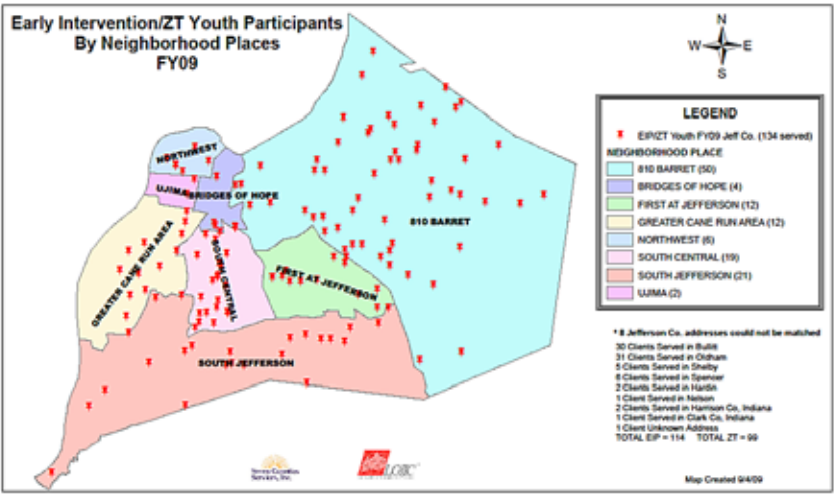 Early Intervention/ZT Youth Participants
By Neighborhood Places
FY09
N
W E
S
LEGEND
EIP/ZT Youth FY09 Jeff Co. (134 served)
NEIGHBORHOOD PLACE
810 BARRET (50)
BRIDGES OF HOPE (4)
FIRST AT JEFFERSON (12)
GREATER CANE RUN AREA (12)
NORTHWEST (6)
SOUTH CENTRAL (19)
SOUTH JEFFERSON (21)
UJIMA (2)
NORTHWEST
UJIMA
BRIDGES OF HOPE
810 BARRET
GREATER CANE RUN AREA
SOUTH CENTRAL
FIRST AT JEFFERSON
SOUTH JEFFERSON
* 8 Jefferson Co. addresses could not be matched
30 Clients Served in Bullitt
31 Clients Served in Oldham
5 Clients Served in Shelby
6 Clients Served in Spencer
2 Clients Served in Hardin
1 Client Served in Nelson
2 Clients Served in Harrison Co, Indiana
1 Client Served in Clark Co, Indiana
1 Client Unknown Address
TOTAL EIP = 114 TOTAL ZT = 99
Seven Counties
Services, Inc.
LOJIC
Map Created 9/4/09